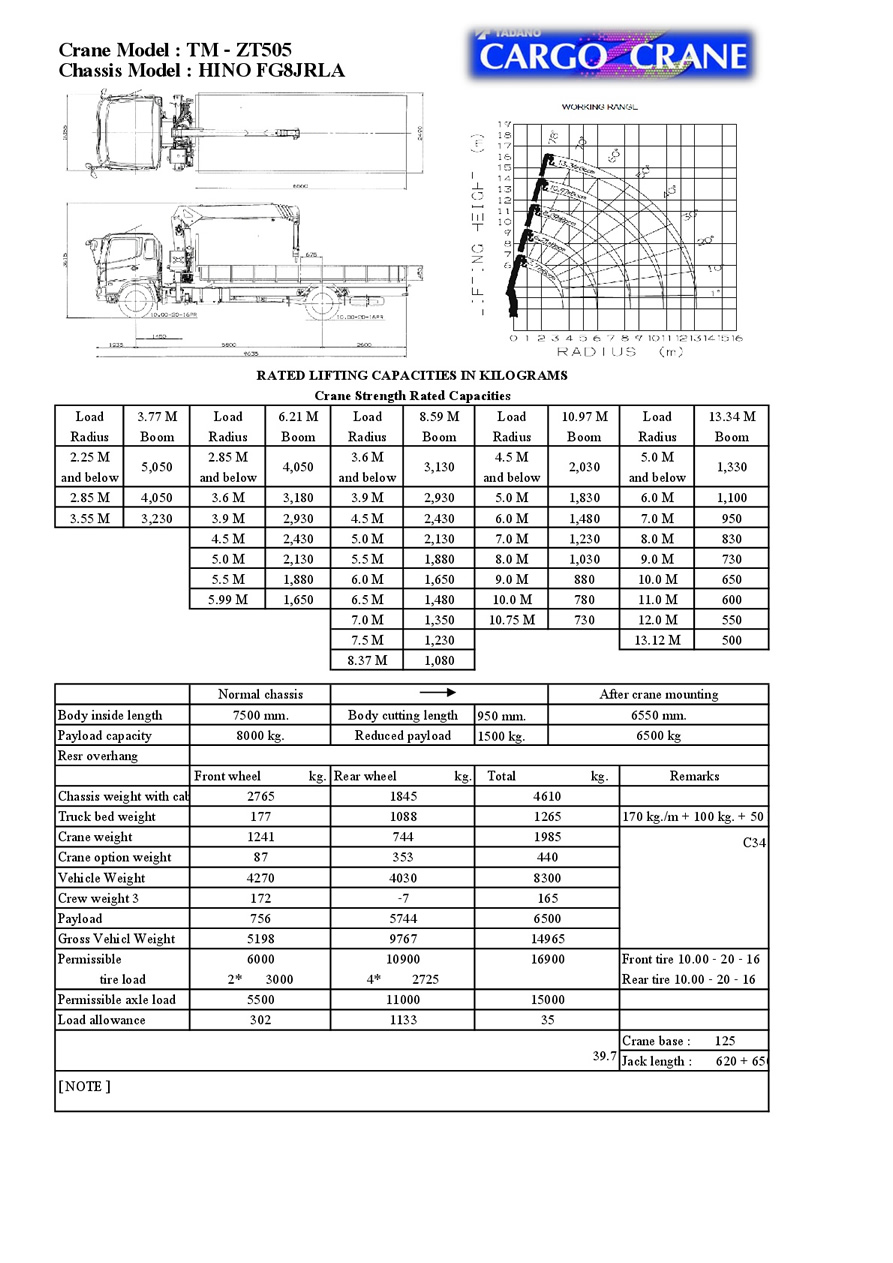 Crane Model : TM - ZT505
Chassis Model : HINO FG8JRLA
TADANO
CARGO CRANE
WORKING RANGE
LIFTING HEIGHT (m)
RADIUS (m)
0 1 2 3 4 5 6 7 8 9 10 11 12 13 14 15 16
6000
675
10.00-20-16PR
10.00-20-16PR
RATED LIFTING CAPACITIES IN KILOGRAMS
Crane Strength Rated Capacities
Load 3.77 M Load 6.21 M Load 8.59 M Load 10.97 M Load 13.34 M
Radius Boom Radius Boom Radius Boom Radius Boom Radius Boom
2.25 M 5,050 2.85 M 4,050 3.6 M 3,130 4.5 M 2,030 5.0 M 1,330
and below and below and below and below and below
2.85 M 4,050 3.6 M 3,180 3.9 M 2,930 5.0 M 1,830 6.0 M 1,100
3.55 M 3,230 3.9 M 2,930 4.5 M 2,430 6.0 M 1,480 7.0 M 950
4.5 M 2,430 5.0 M 2,130 7.0 M 1,230 8.0 M 830
5.0 M 2,130 5.5 M 1,880 8.0 M 1,030 9.0 M 730
5.5 M 1,880 6.0 M 1,650 9.0 M 880 10.0 M 650
5.99 M 1,650 6.5 M 1,480 10.0 M 780 11.0 M 600
7.0 M 1,350 10.75 M 730 12.0 M 550
7.5 M 1,230 13.12 M 500
8.37 M 1,080
Normal chassis After crane mounting
Body inside length 7500 mm. Body cutting length 950 mm. 6550 mm.
Payload capacity 8000 kg. Reduced payload 1500 kg. 6500 kg
Resr overhang
Front wheel kg. Rear wheel kg. Total kg. Remarks
Chassis weight with cab 2765 1845 4610
Truck bed weight 177 1088 1265 170 kg./m + 100 kg. + 50
Crane weight 1241 744 1985 C34
Crane option weight 87 353 440
Vehicle Weight 4270 4030 8300
Crew weight 3 172 -7 165
Payload 756 5744 6500
Gross Vehicl Weight 5198 9767 14965
Permissible 6000 10900 16900 Front tire 10.00 - 20 - 16
tire load 2* 3000 4* 2725 Rear tire 10.00 - 20 - 16
Permissible axle load 5500 11000 15000
Load allowance 302 1133 35
Crane base : 125
39.7 Jack length : 620 + 650
[ NOTE ]